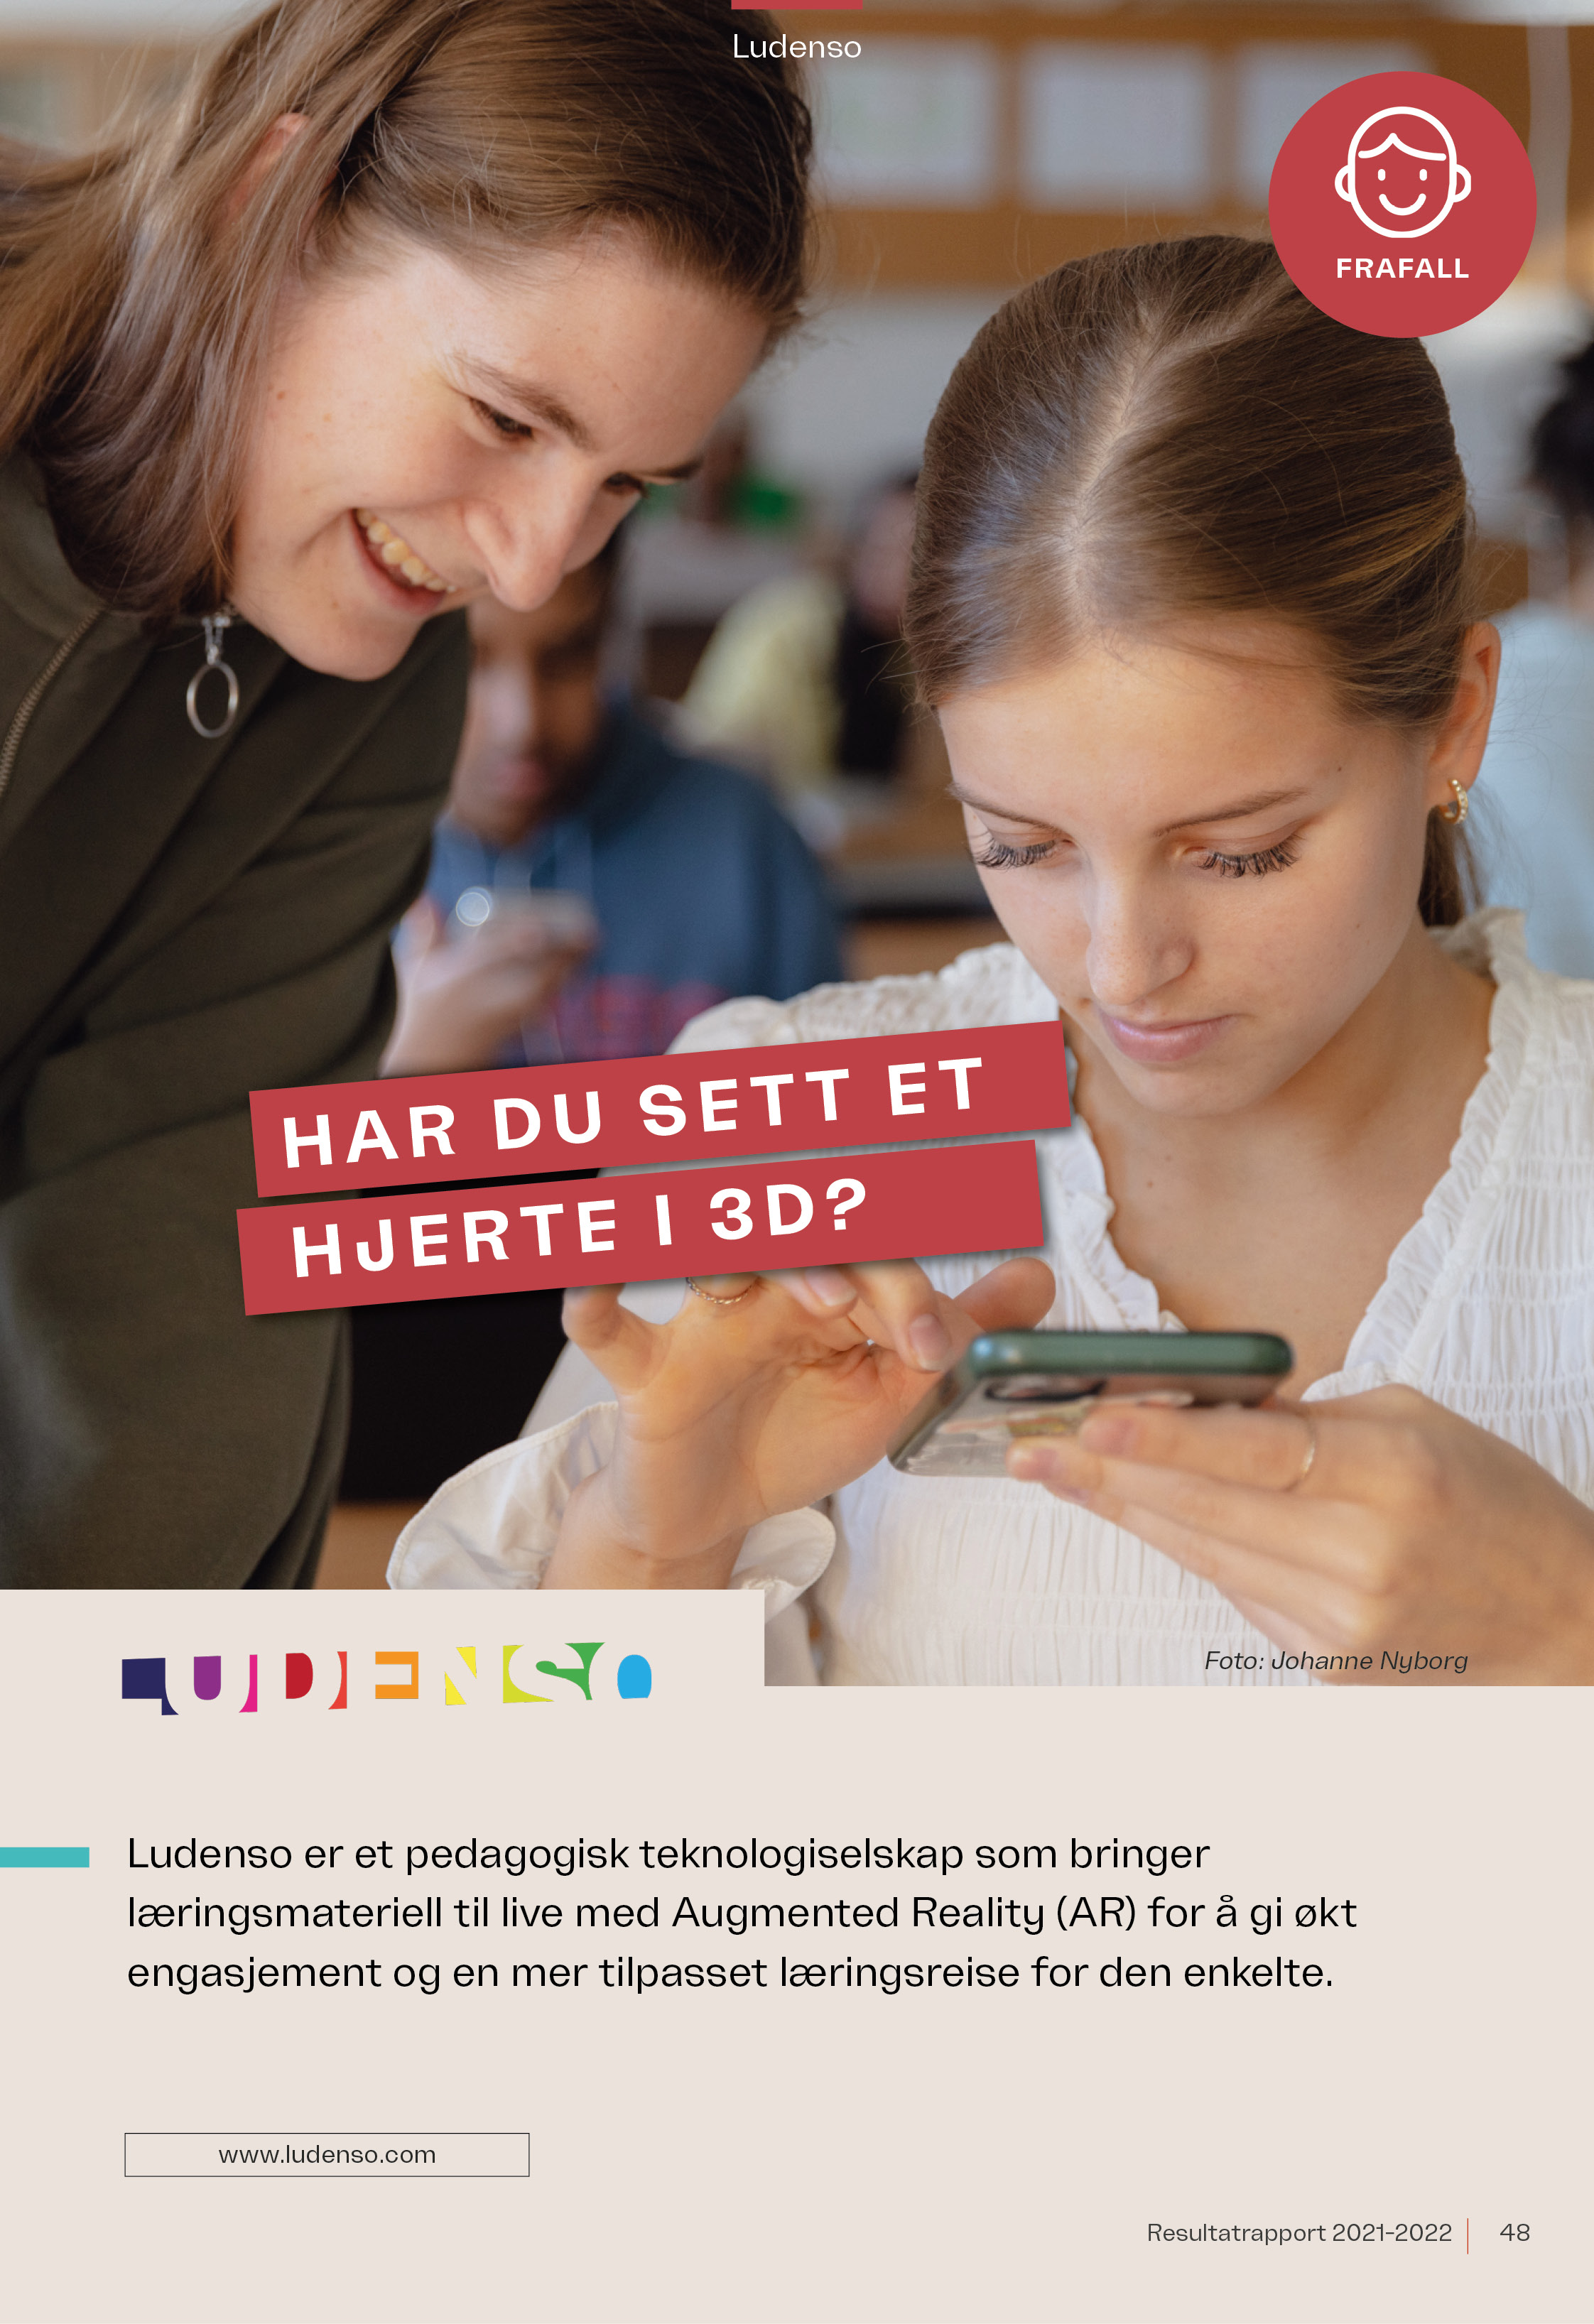 Ludenso
FRAFALL
HAR DU SETT ET
HJERTE I 3D?
LUDENSO
Foto: Johanne Nyborg
Ludenso er et pedagogisk teknologiselskap som bringer
læringsmateriell til live med Augmented Reality (AR) for å gi økt
engasjement og en mer tilpasset læringsreise for den enkelte.
www.ludenso.com
Resultatrapport 2021-2022 | 48